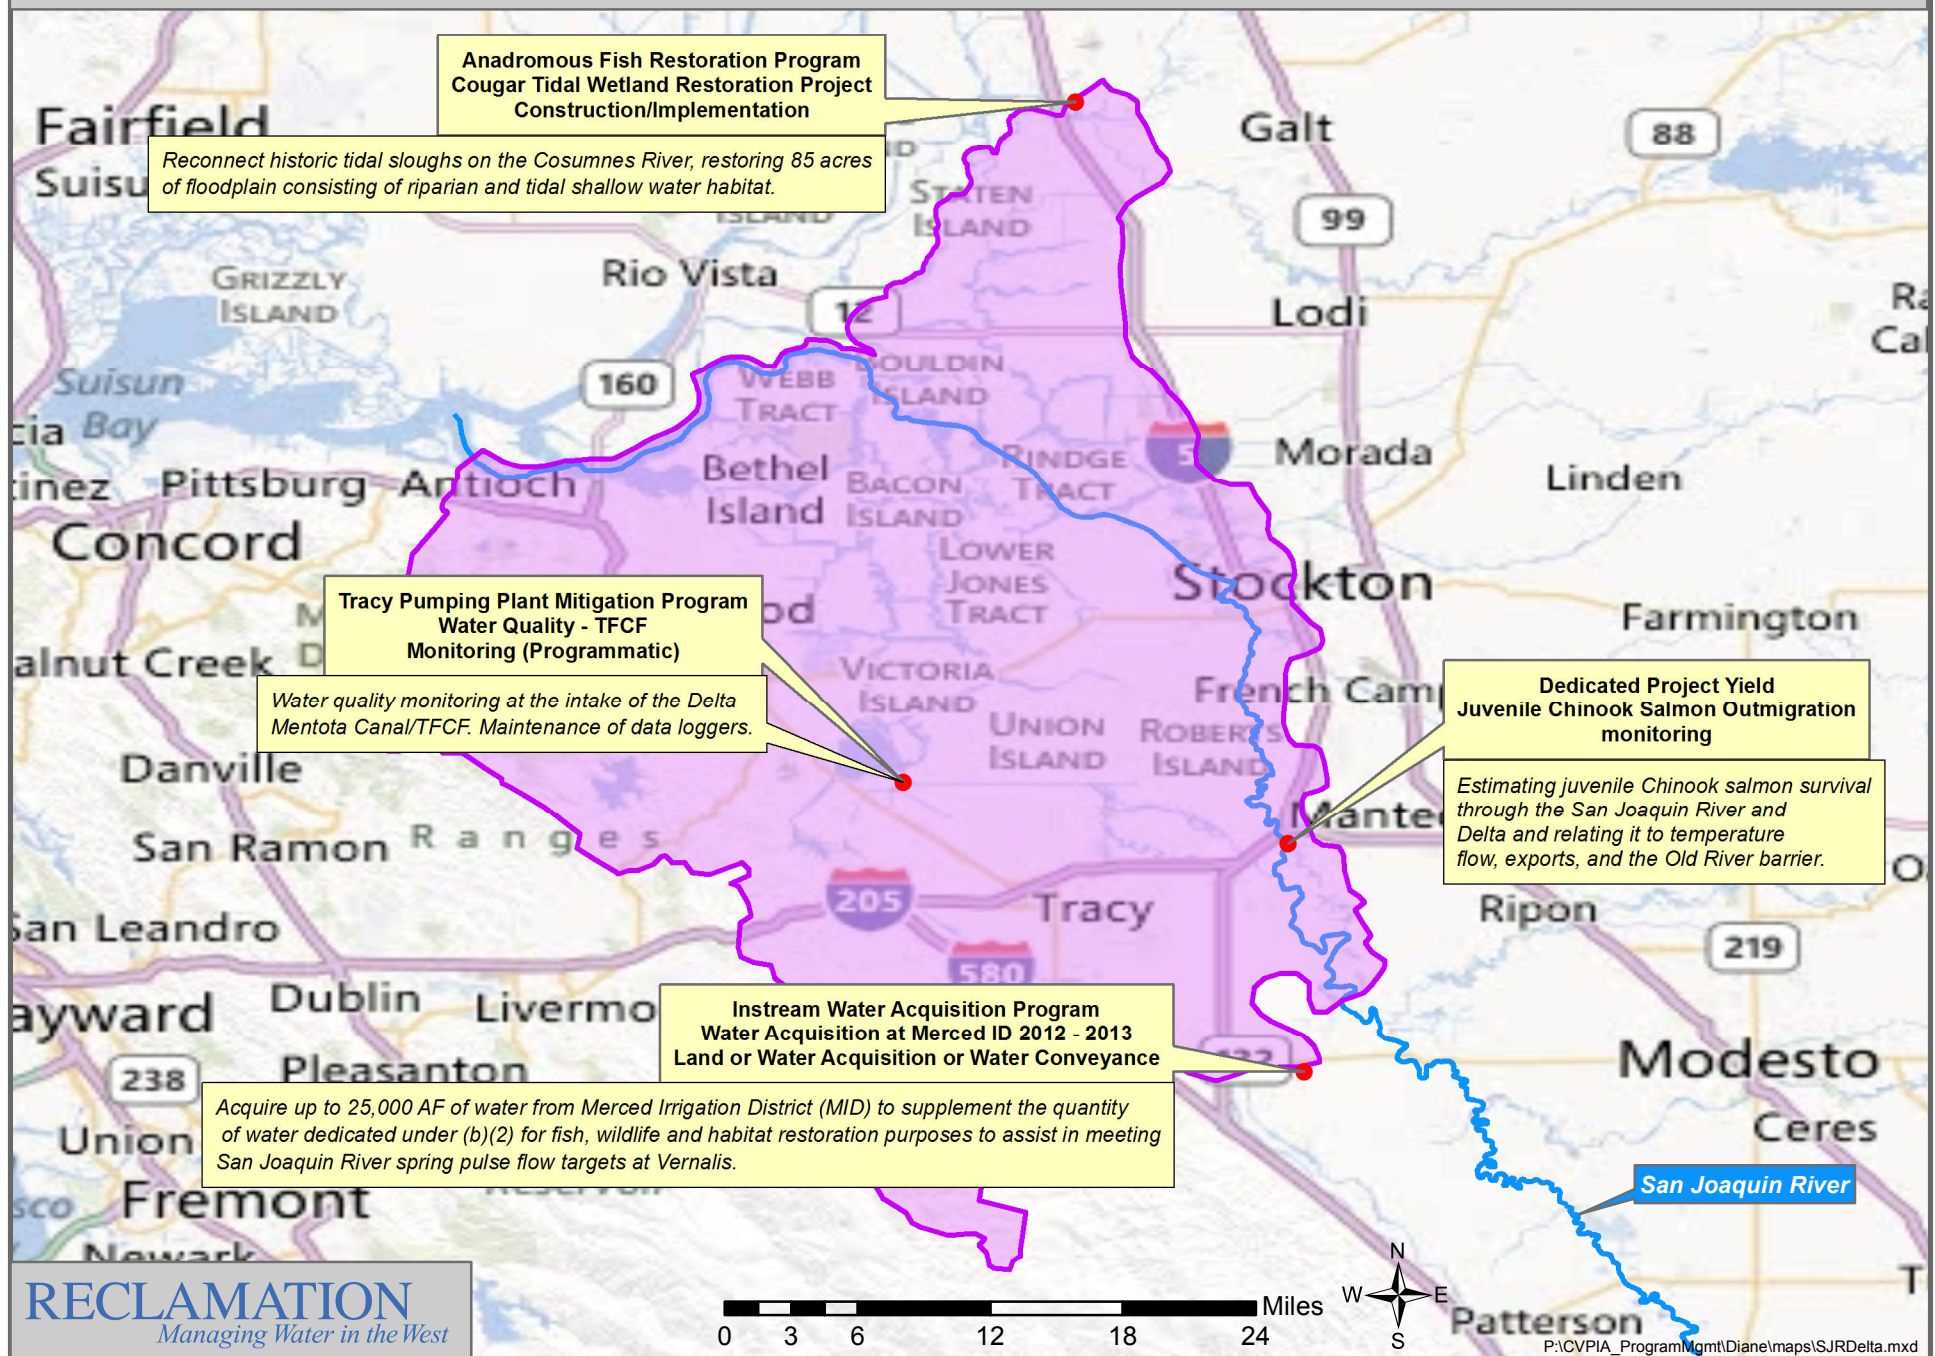 Anadromous Fish Restoration Program
Cougar Tidal Wetland Restoration Project
Construction/Implementation
Reconnect historic tidal sloughs on the Cosumnes River, restoring 85 acres
of floodplain consisting of riparian and tidal shallow water habitat.
Fairfield
Galt
88
STATEN
ISLAND
ISLAND
99
GRIZZLY
ISLAND
Rio Vista
12
Lodi
Suisun
Bay
160
WEBB
TRACT
BOULDIN
ISLAND
5
Morada
Linden
Pittsburg
Antioch
Bethel
Island
BACON
ISLAND
RINDGE
TRACT
Concord
LOWER
JONES
TRACT
Stockton
Farmington
Tracy Pumping Plant Mitigation Program
Water Quality - TFCF
Monitoring (Programmatic)
Water quality monitoring at the intake of the Delta
Mentota Canal/TFCF. Maintenance of data loggers.
alnut Creek
VICTORIA
ISLAND
French Camp
UNION
ISLAND
ROBERTS
ISLAND
Dedicated Project Yield
Juvenile Chinook Salmon Outmigration
monitoring
Estimating juvenile Chinook salmon survival
through the San Joaquin River and
Delta and relating it to temperature
flow, exports, and the Old River barrier.
Danville
San Ramon
Ranges
Mantec
205
Tracy
Ripon
San Leandro
219
580
ayward
Dublin
Livermo
Instream Water Acquisition Program
Water Acquisition at Merced ID 2012 - 2013
Land or Water Acquisition or Water Conveyance
Acquire up to 25,000 AF of water from Merced Irrigation District (MID) to supplement the quantity
of water dedicated under (b)(2) for fish, wildlife and habitat restoration purposes to assist in meeting
San Joaquin River spring pulse flow targets at Vernalis.
132
Modesto
238
Pleasanton
Ceres
Union
San Joaquin River
Fremont
Newark
RECLAMATION
Managing Water in the West
0 3 6 12 18 24 Miles
N
W E
S
Patterson
P:\CVPIA_ProgramMgmt\Diane\maps\SJRDelta.mxd